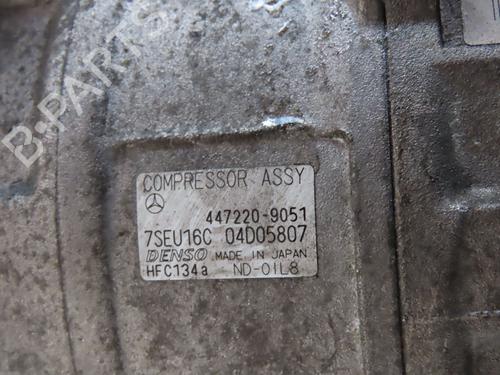 B-PARTS
COMPRESSOR ASSY
447220-9051
7SEU16C 04D05807
DENSO MADE IN JAPAN
HFC134a ND-OIL8